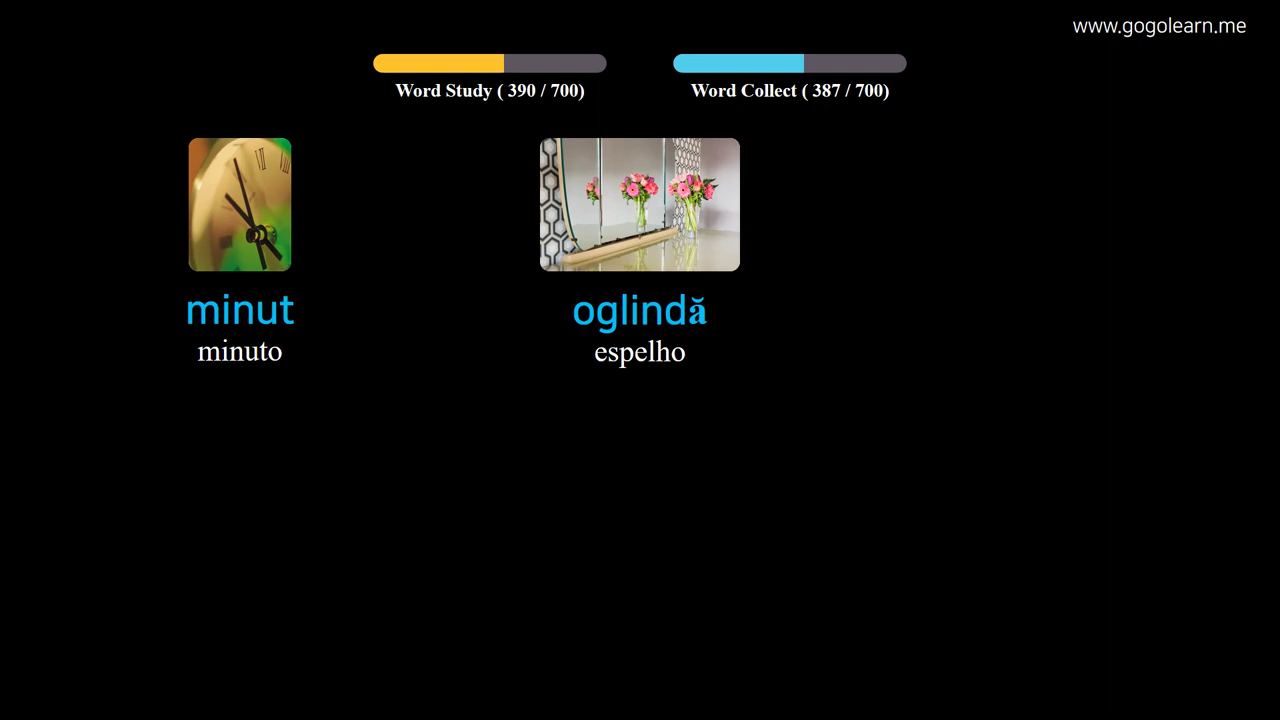 www.gogolearn.me
Word Study ( 390 / 700)
Word Collect ( 387 / 700)
minut
minuto
oglindă
espelho